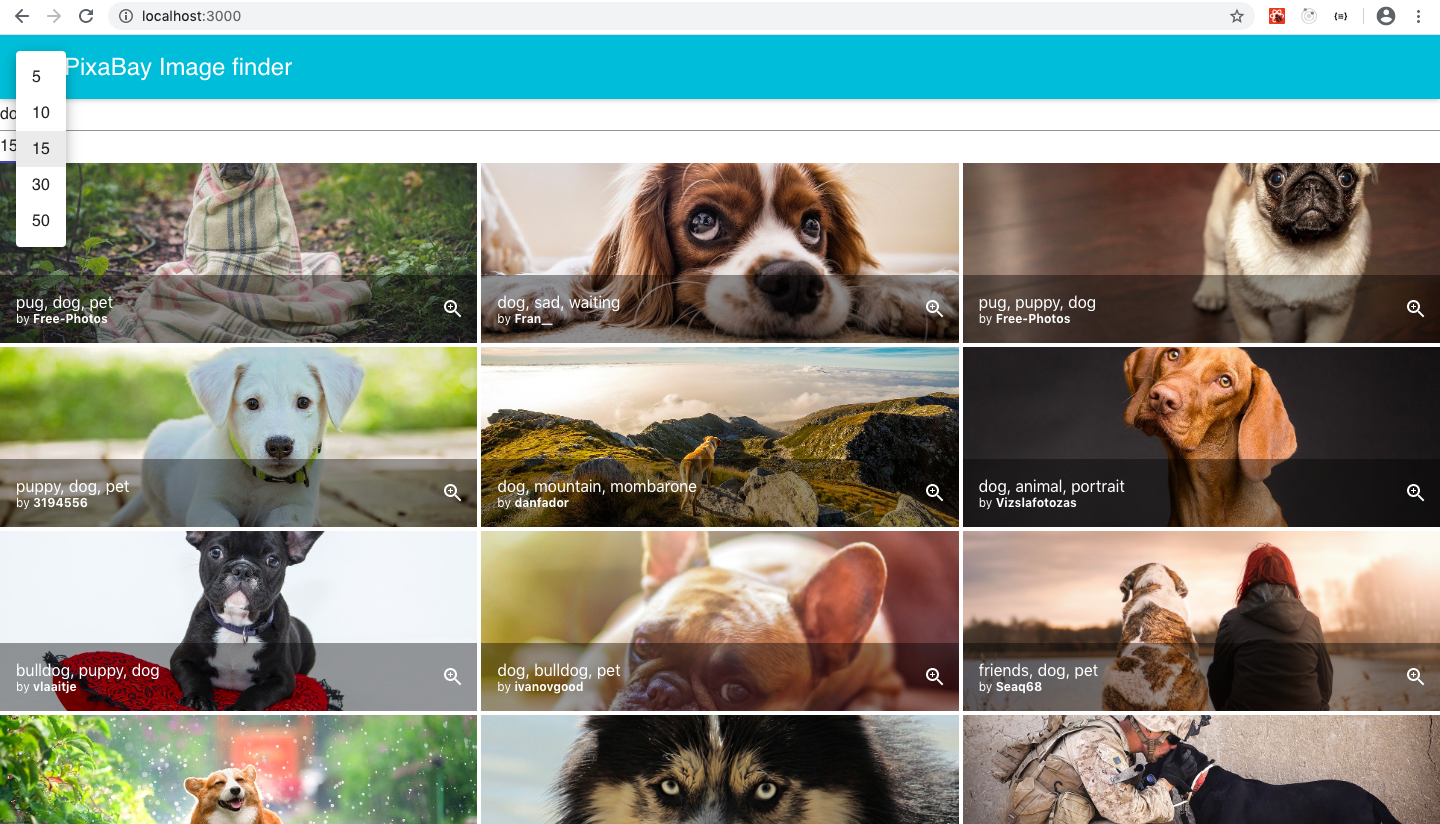 localhost:3000
PixaBay Image finder
5
10
15
30
50
do
15
pug, dog, pet
by Free-Photos
dog, sad, waiting
by Fran__
pug, puppy, dog
by Free-Photos
puppy, dog, pet
by 3194556
dog, mountain, mombarone
by danfador
dog, animal, portrait
by Vizslafotozas
bulldog, puppy, dog
by vlaaitje
dog, bulldog, pet
by ivanovgood
friends, dog, pet
by Seaq68